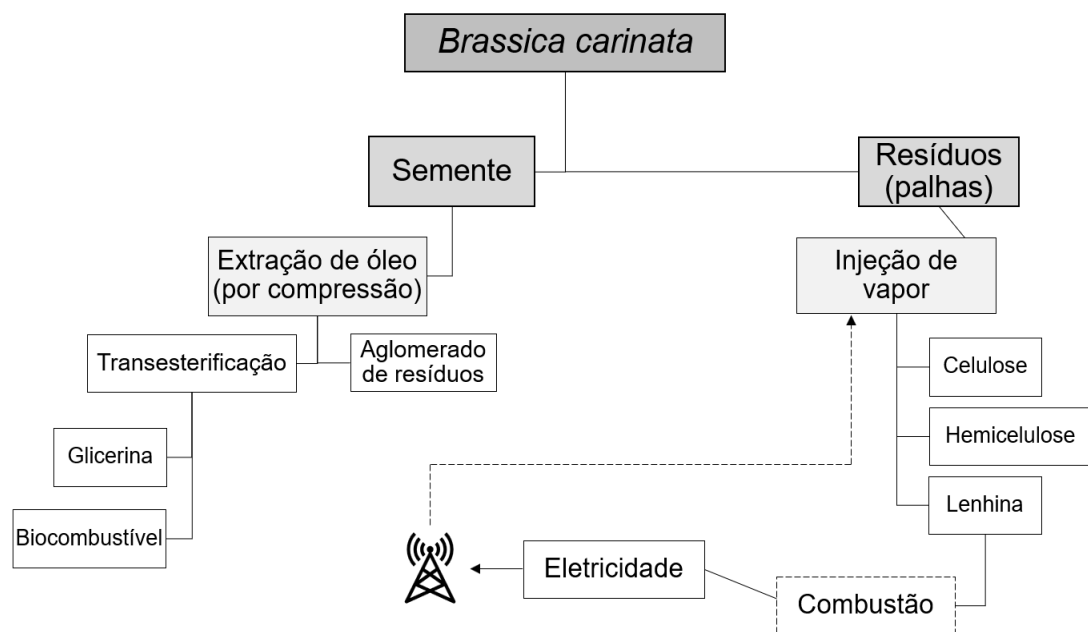 Brassica carinata
Semente
Resíduos
(palhas)
Extração de óleo
(por compressão)
Injeção de
vapor
Transesterificação
Aglomerado
de resíduos
Celulose
Hemicelulose
Glicerina
Lenhina
Biocombustível
Eletricidade
Combustão